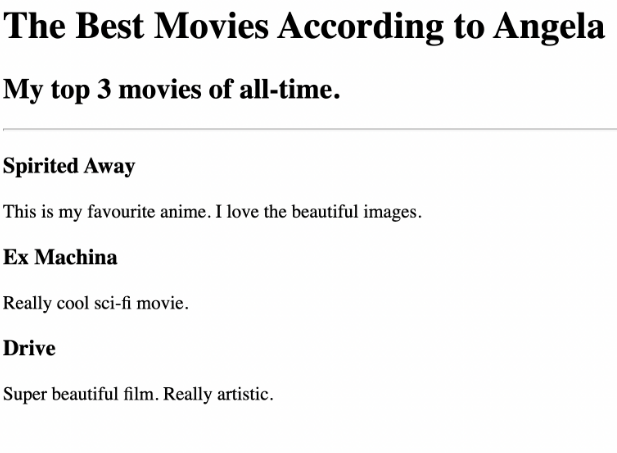 The Best Movies According to Angela
My top 3 movies of all-time.
Spirited Away
This is my favourite anime. I love the beautiful images.
Ex Machina
Really cool sci-fi movie.
Drive
Super beautiful film. Really artistic.